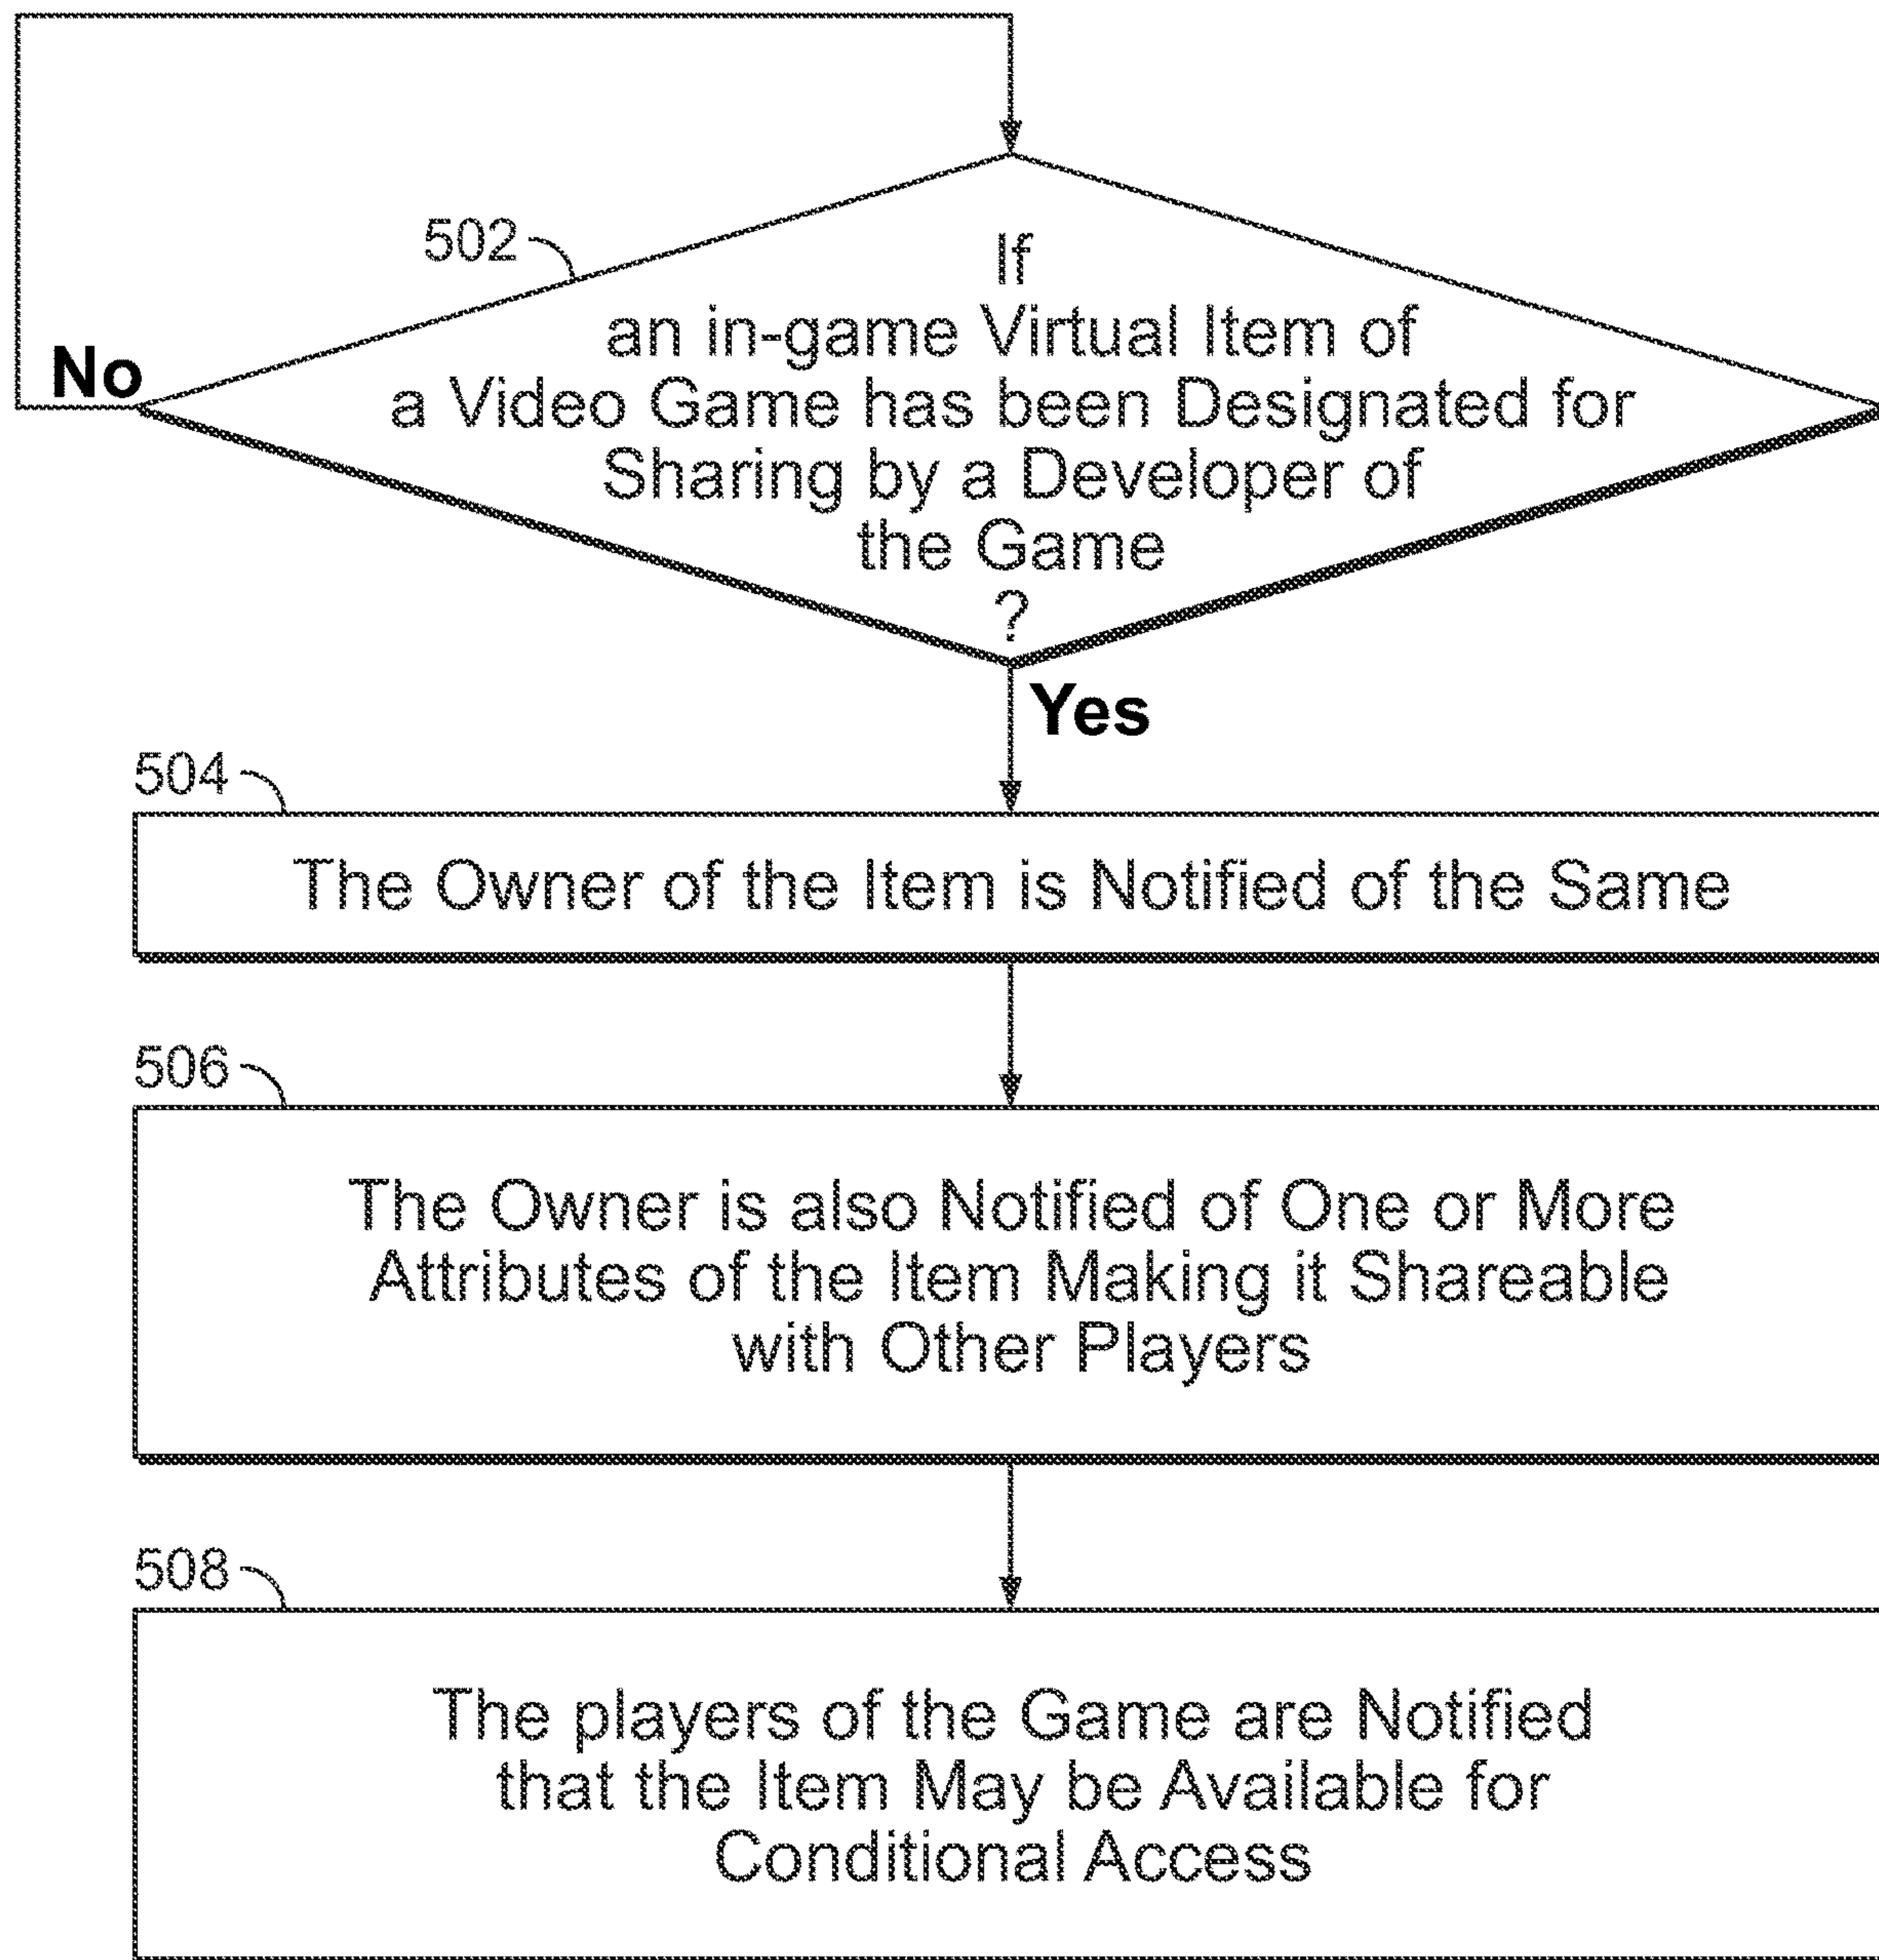 502
If
an in-game Virtual Item of
a Video Game has been Designated for
Sharing by a Developer of
the Game
?
No
Yes
504
The Owner of the Item is Notified of the Same
506
The Owner is also Notified of One or More
Attributes of the Item Making it Shareable
with Other Players
508
The players of the Game are Notified
that the Item May be Available for
Conditional Access